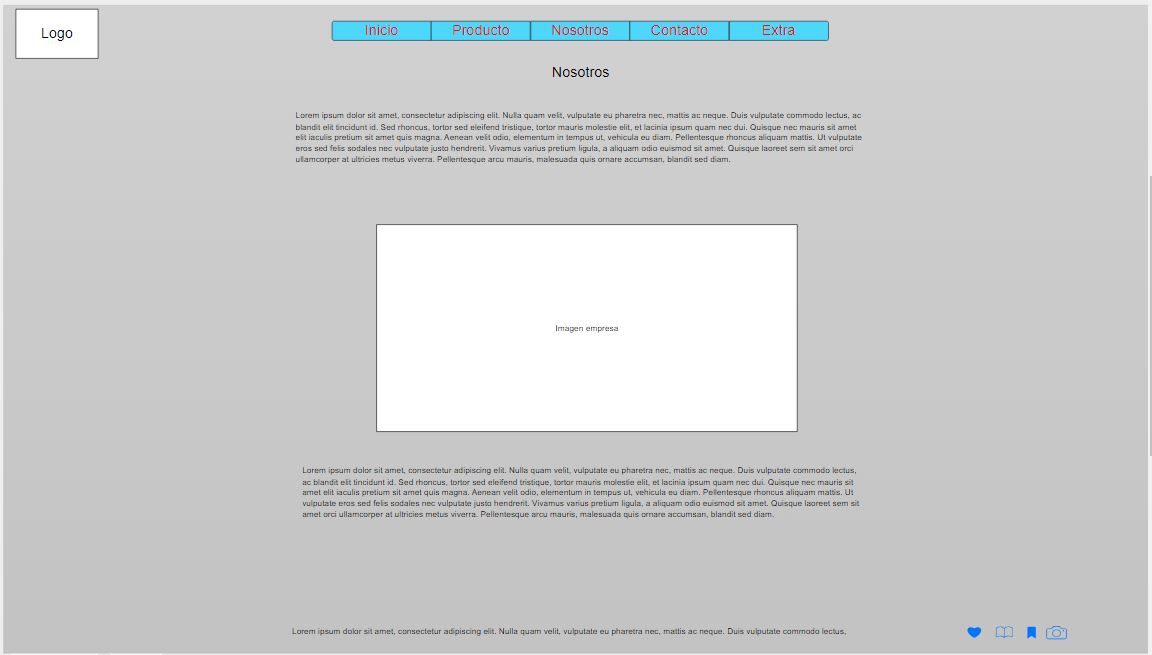 Logo
Inicio
Producto
Nosotros
Contacto
Extra
Nosotros
Lorem ipsum dolor sit amet, consectetur adipiscing elit. Nulla quam velit, vulputate eu pharetra nec, mattis ac neque. Duis vulputate commodo lectus, ac
blandit elit tincidunt id. Sed rhoncus, tortor sed eleifend tristique, tortor mauris molestie elit, et lacinia ipsum quam nec dui. Quisque nec mauris sit amet
elit iaculis pretium sit amet quis magna. Aenean velit odio, elementum in tempus ut, vehicula eu diam. Pellentesque rhoncus aliquam mattis. Ut vulputate
eros sed felis sodales nec vulputate justo hendrerit. Vivamus varius pretium ligula, a aliquam odio euismod sit amet. Quisque laoreet sem sit amet orci
ullamcorper at ultricies metus viverra. Pellentesque arcu mauris, malesuada quis ornare accumsan, blandit sed diam.
Imagen empresa
Lorem ipsum dolor sit amet, consectetur adipiscing elit. Nulla quam velit, vulputate eu pharetra nec, mattis ac neque. Duis vulputate commodo lectus,
ac blandit elit tincidunt id. Sed rhoncus, tortor sed eleifend tristique, tortor mauris molestie elit, et lacinia ipsum quam nec dui. Quisque nec mauris sit
amet elit iaculis pretium sit amet quis magna. Aenean velit odio, elementum in tempus ut, vehicula eu diam. Pellentesque rhoncus aliquam mattis. Ut
vulputate eros sed felis sodales nec vulputate justo hendrerit. Vivamus varius pretium ligula, a aliquam odio euismod sit amet. Quisque laoreet sem sit
amet orci ullamcorper at ultricies metus viverra. Pellentesque arcu mauris, malesuada quis ornare accumsan, blandit sed diam.
Lorem ipsum dolor sit amet, consectetur adipiscing elit. Nulla quam velit, vulputate eu pharetra nec, mattis ac neque. Duis vulputate commodo lectus,